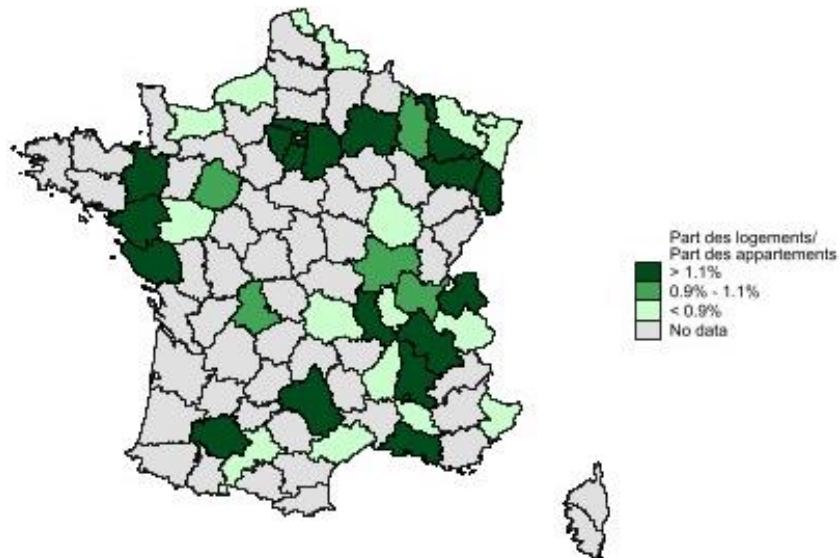 Part des logements/
Part des appartements
> 1.1%
0.9% - 1.1%
< 0.9%
No data